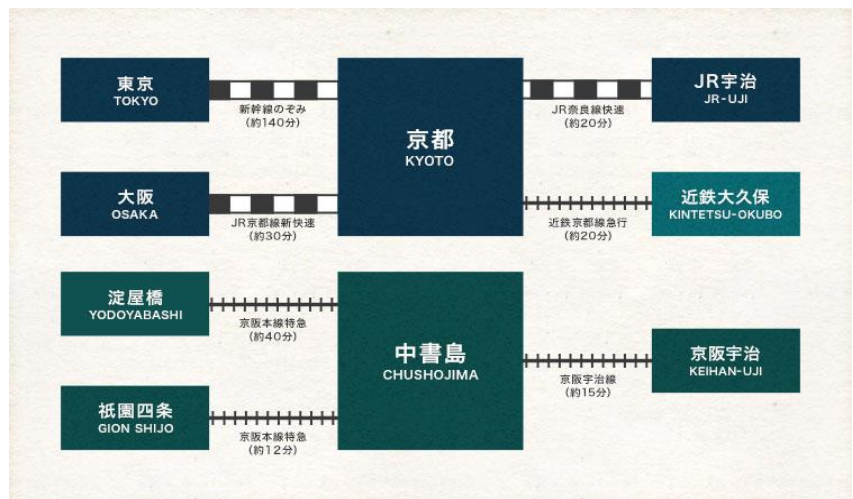 東京
TOKYO
新幹線のぞみ
(約140分)
京都
KYOTO
JR宇治
JR-UJI
JR奈良線快速
(約20分)
大阪
OSAKA
JR京都線新快速
(約30分)
近鉄大久保
KINTETSU-OKUBO
近鉄京都線急行
(約20分)
淀屋橋
YODOYABASHI
京阪本線特急
(約40分)
中書島
CHUSHOJIMA
京阪宇治
KEIHAN-UJI
京阪宇治線
(約15分)
祇園四条
GION SHIJO
京阪本線特急
(約12分)